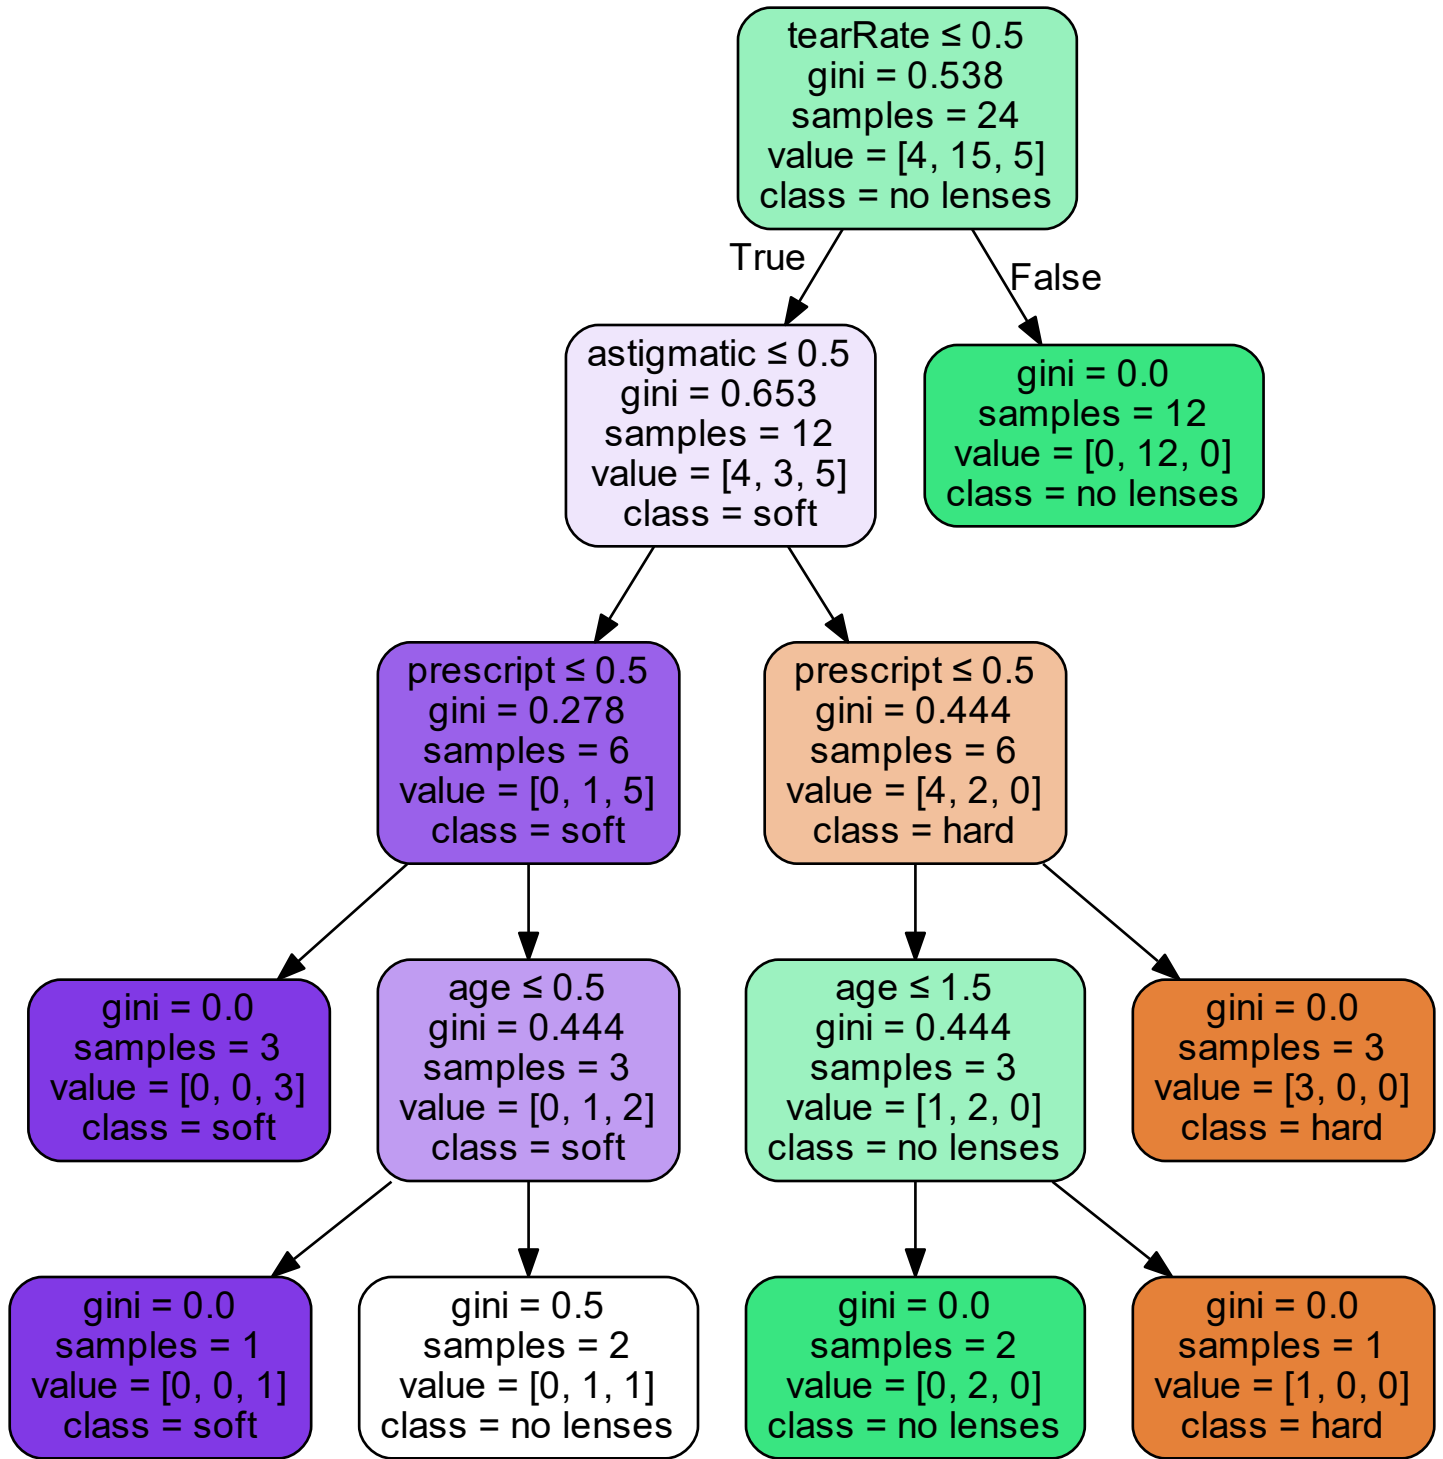 tearRate ≤ 0.5
gini = 0.538
samples = 24
value = [4, 15, 5]
class = no lenses
True
False
astigmatic ≤ 0.5
gini = 0.653
samples = 12
value = [4, 3, 5]
class = soft
gini = 0.0
samples = 12
value = [0, 12, 0]
class = no lenses
prescript ≤ 0.5
gini = 0.278
samples = 6
value = [0, 1, 5]
class = soft
prescript ≤ 0.5
gini = 0.444
samples = 6
value = [4, 2, 0]
class = hard
gini = 0.0
samples = 3
value = [0, 0, 3]
class = soft
age ≤ 0.5
gini = 0.444
samples = 3
value = [0, 1, 2]
class = soft
age ≤ 1.5
gini = 0.444
samples = 3
value = [1, 2, 0]
class = no lenses
gini = 0.0
samples = 3
value = [3, 0, 0]
class = hard
gini = 0.0
samples = 1
value = [0, 0, 1]
class = soft
gini = 0.5
samples = 2
value = [0, 1, 1]
class = no lenses
gini = 0.0
samples = 2
value = [0, 2, 0]
class = no lenses
gini = 0.0
samples = 1
value = [1, 0, 0]
class = hard